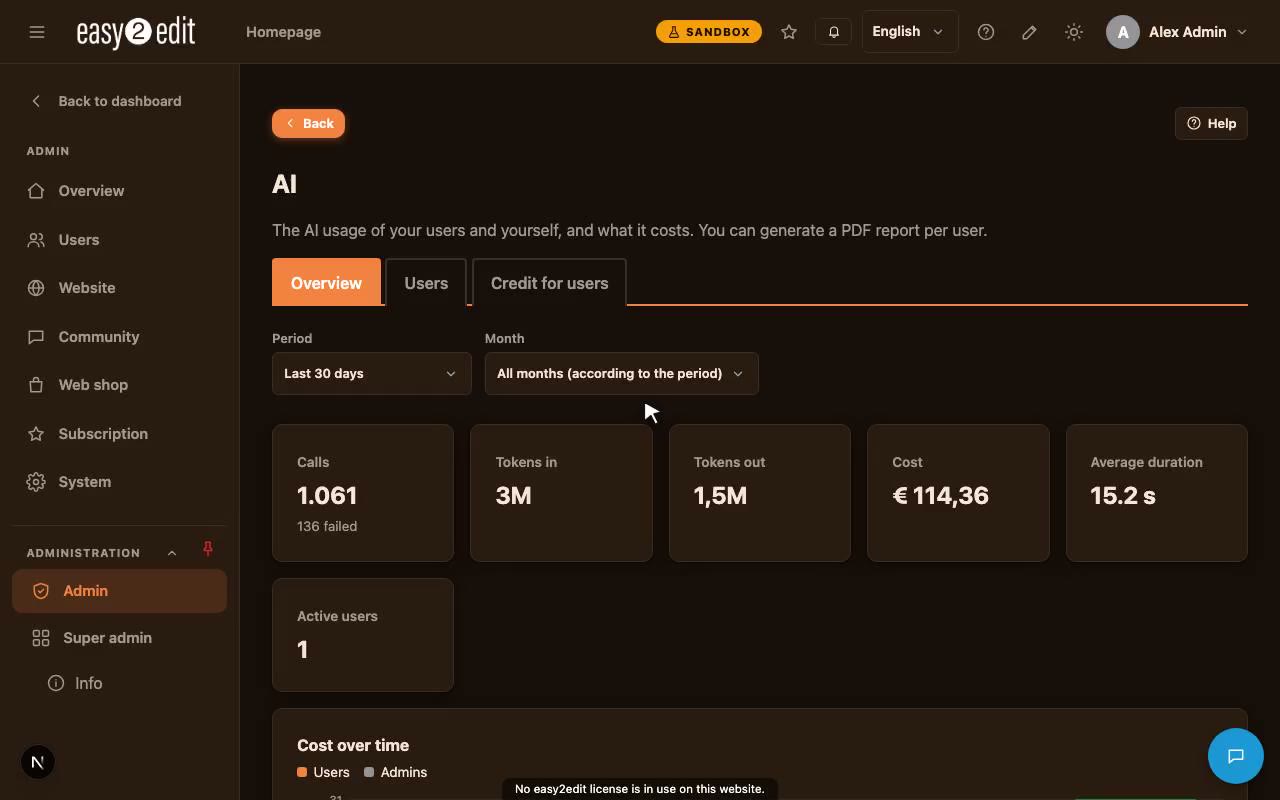 easy2edit
Homepage
SANDBOX
English
A
Alex Admin
Back to dashboard
ADMIN
Overview
Users
Website
Community
Web shop
Subscription
System
ADMINISTRATION
Admin
Super admin
Info
N
Back
Help
AI
The AI usage of your users and yourself, and what it costs. You can generate a PDF report per user.
Overview
Users
Credit for users
Period
Month
Last 30 days
All months (according to the period)
Calls
1.061
136 failed
Tokens in
3M
Tokens out
1,5M
Cost
€ 114,36
Average duration
15.2 s
Active users
1
Cost over time
Users
Admins
No easy2edit license is in use on this website.